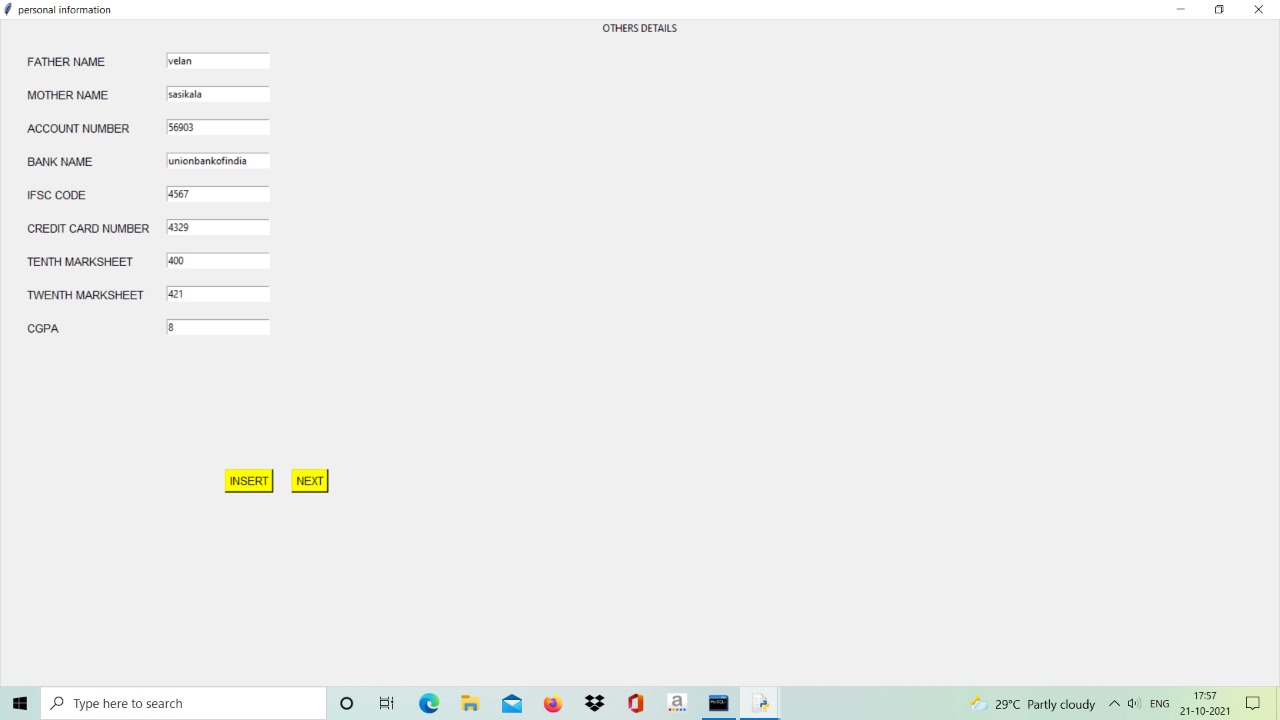 personal information
OTHERS DETAILS
FATHER NAME velan
MOTHER NAME sasikala
ACCOUNT NUMBER 56903
BANK NAME unionbankofindia
IFSC CODE 4567
CREDIT CARD NUMBER 4329
TENTH MARKSHEET 400
TWENTH MARKSHEET 421
CGPA 8
INSERT NEXT
Type here to search
a
MySQL
29°C Partly cloudy
ENG
17:57
21-10-2021